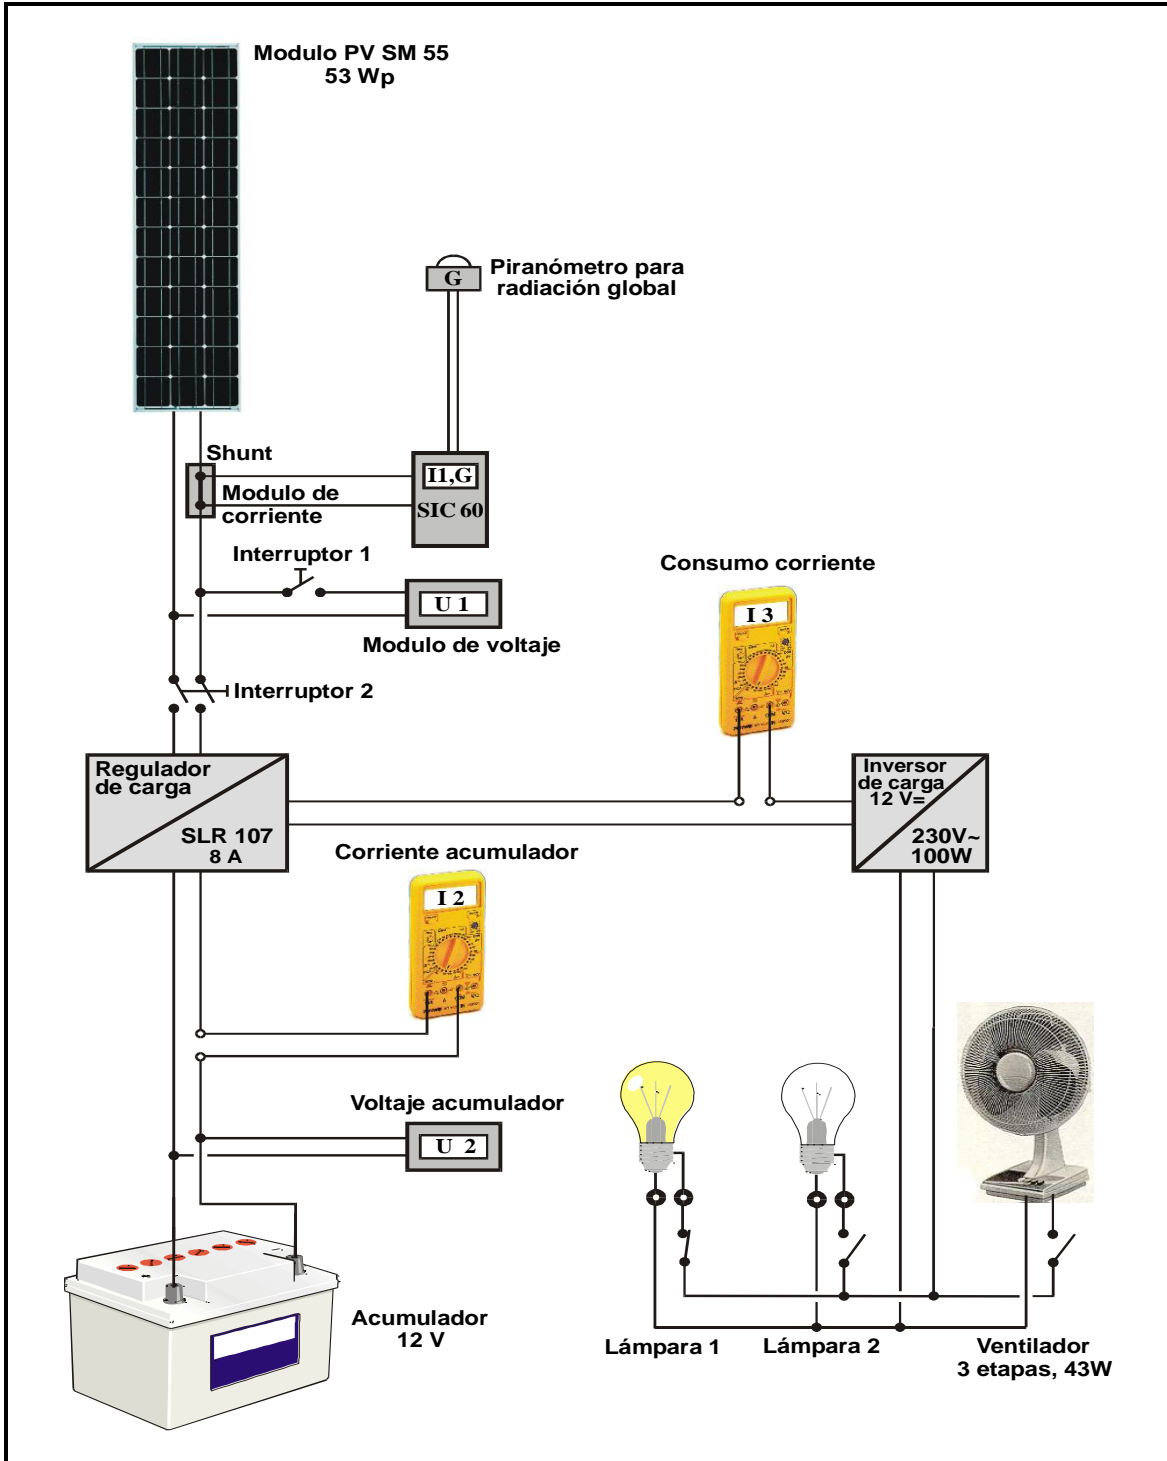 Modulo PV SM 55
53 Wp
Piranómetro para
radiación global
G
Shunt
I1,G
SIC 60
Modulo de
corriente
Interruptor 1
U 1
Modulo de voltaje
Consumo corriente
I 3
Interruptor 2
Regulador
de carga
SLR 107
8 A
Inversor
de carga
12 V=
230V~
100W
Corriente acumulador
I 2
Voltaje acumulador
U 2
Acumulador
12 V
Lámpara 1
Lámpara 2
Ventilador
3 etapas, 43W